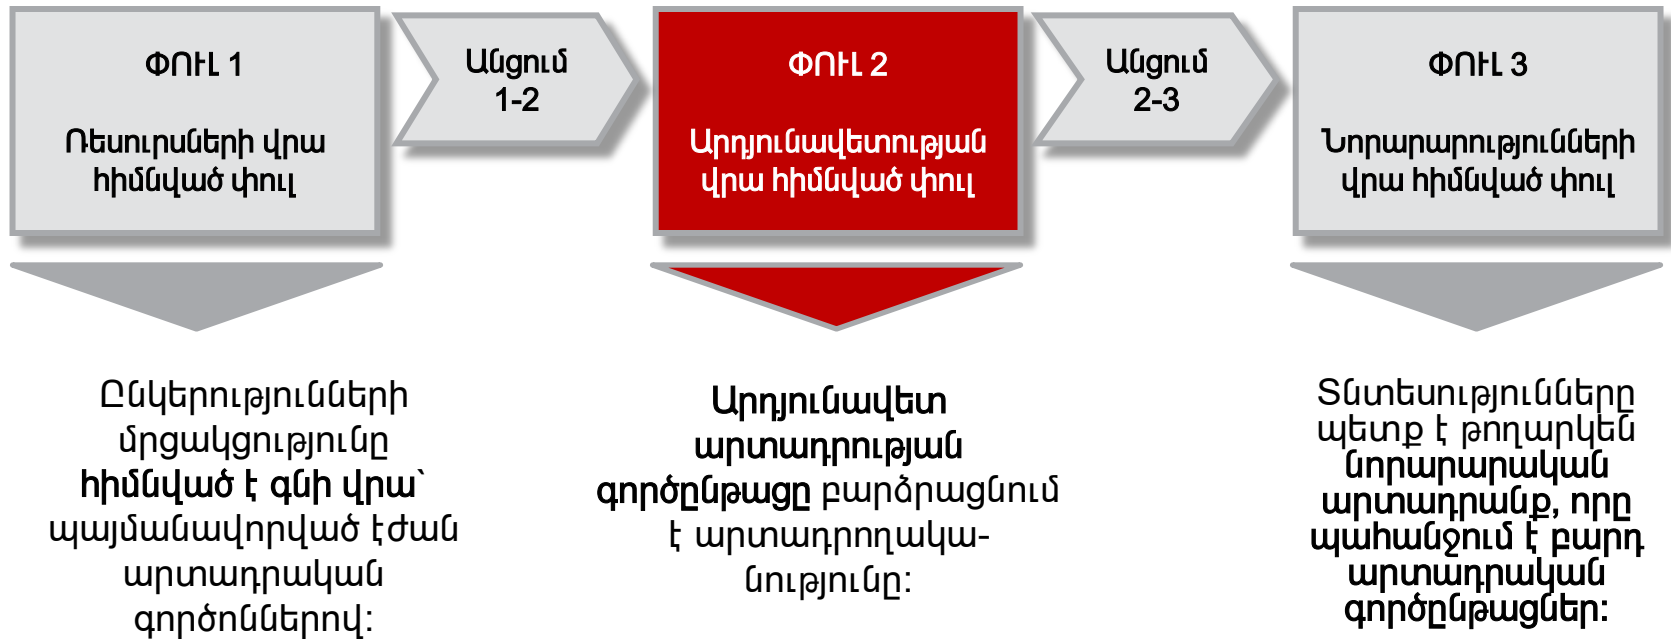 ՓՈՒԼ 1
Ռեսուրսների վրա
հիմնված փուլ
Անցում
1-2
ՓՈՒԼ 2
Արդյունավետության
վրա հիմնված փուլ
Անցում
2-3
ՓՈՒԼ 3
Նորարարությունների
վրա հիմնված փուլ
Ընկերությունների
մրցակցությունը
հիմնված է գնի վրա`
պայմանավորված էժան
արտադրական
գործոններով:
Արդյունավետ
արտադրության
գործընթացը բարձրացնում
է արտադրողակա-
նությունը:
Տնտեսությունները
պետք է թողարկեն
նորարարական
արտադրանք, որը
պահանջում է բարդ
արտադրական
գործընթացներ: